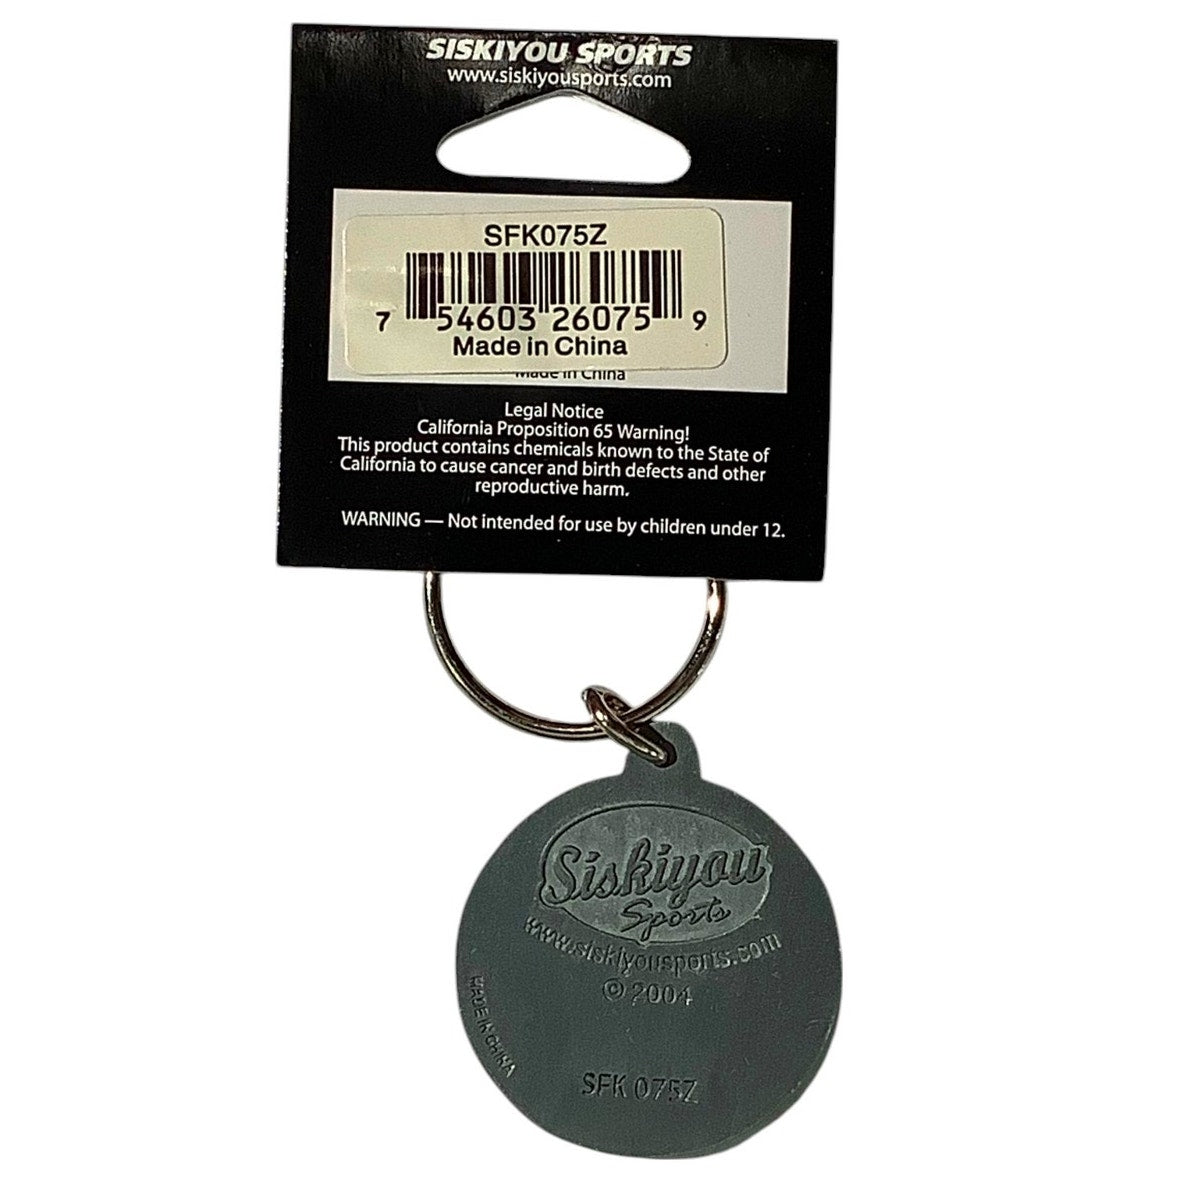 SISKIYOU SPORTS
www.siskiyousports.com
SFK075Z
7 54603 26075 9
Made in China
Made in China
Legal Notice
California Proposition 65 Warning!
This product contains chemicals known to the State of
California to cause cancer and birth defects and other
reproductive harm.
WARNING — Not intended for use by children under 12.
Siskiyou
Sports
www.siskiyousports.com
© 2004
MADE IN CHINA
SFK 075Z